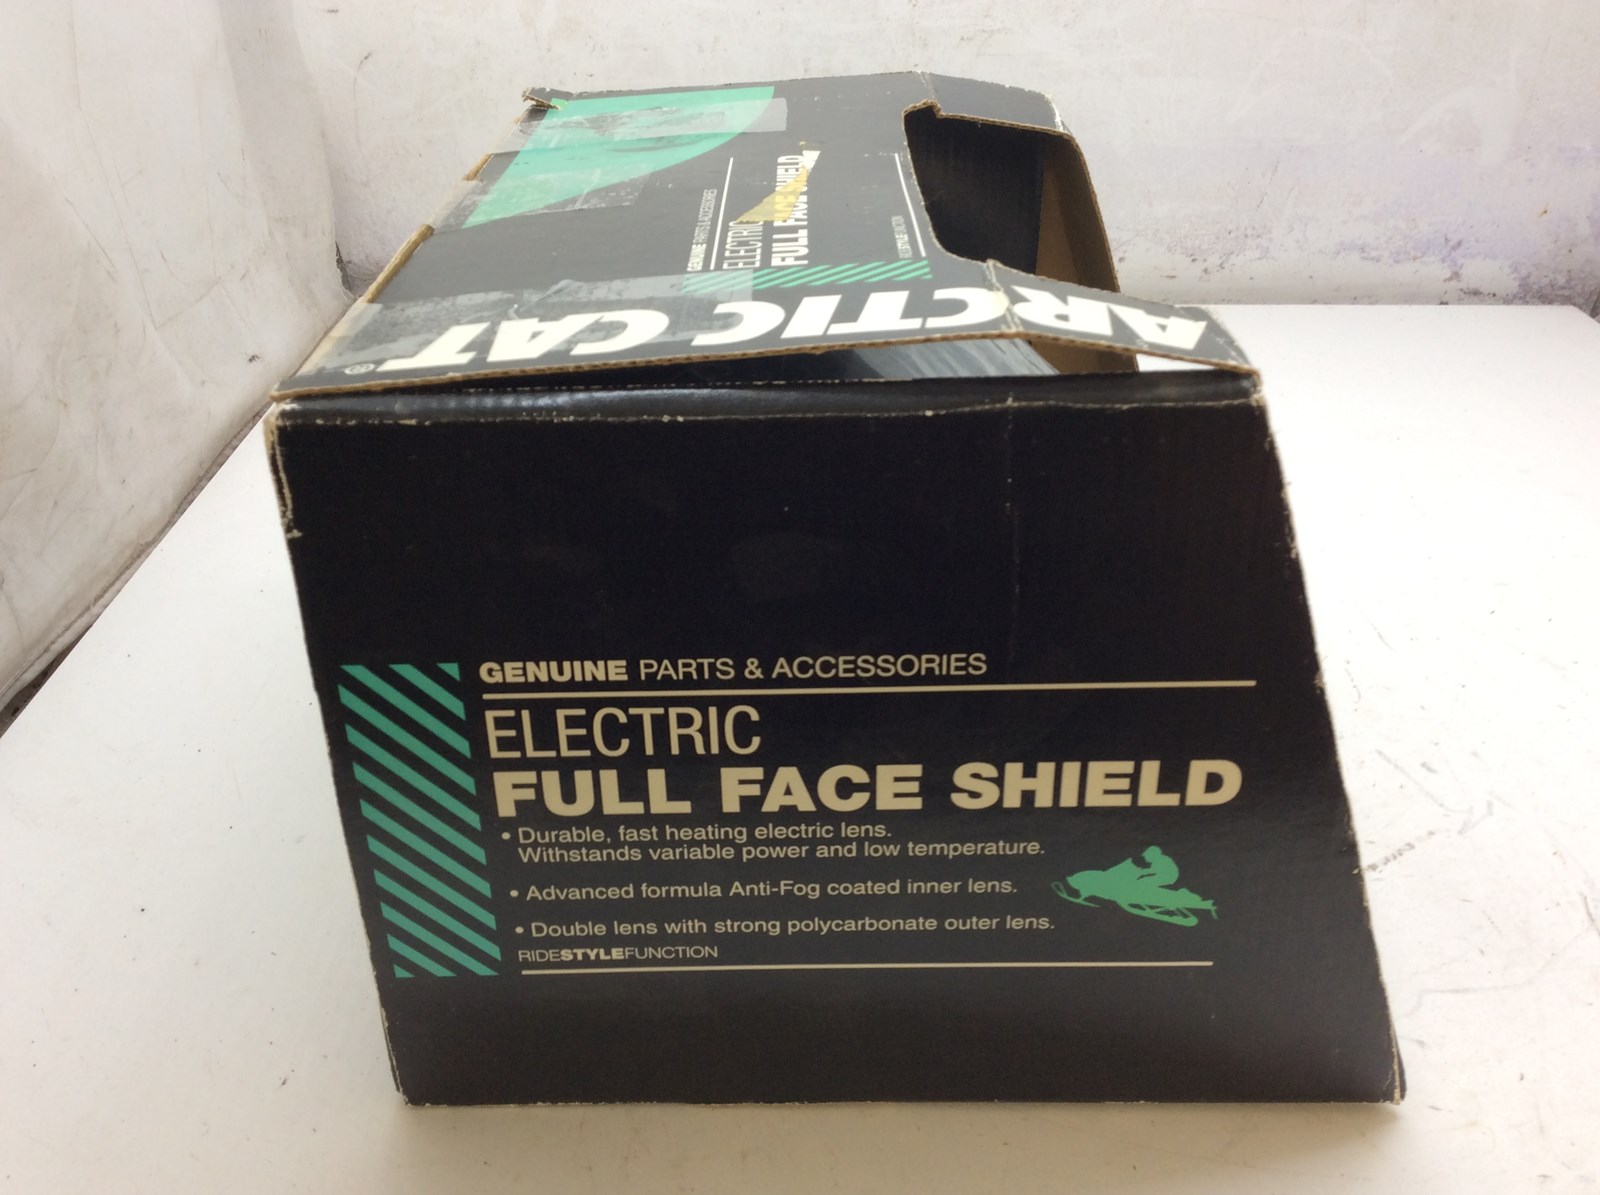 GENUINE PARTS & ACCESSORIES
ELECTRIC
FULL FACE SHIELD
RIDESTYLEFUNCTION
ARCTIC CAT®
GENUINE PARTS & ACCESSORIES
ELECTRIC
FULL FACE SHIELD
• Durable, fast heating electric lens.
Withstands variable power and low temperature.
• Advanced formula Anti-Fog coated inner lens.
• Double lens with strong polycarbonate outer lens.
RIDESTYLEFUNCTION